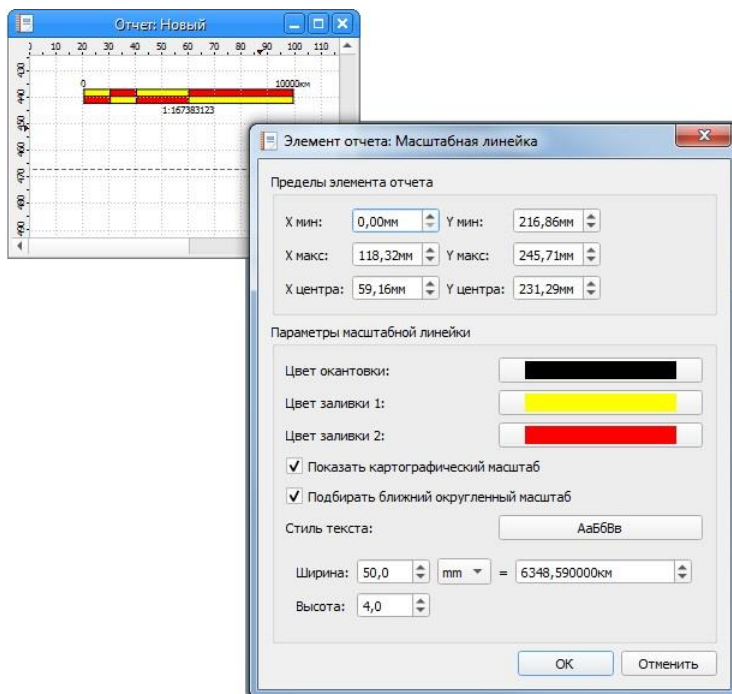 Отчет: Новый
10 20 30 40 50 60 70 80 90 100 110
0 10000км
1:167383123
Элемент отчета: Масштабная линейка
Пределы элемента отчета
X мин: 0,00мм Y мин: 216,86мм
X макс: 118,32мм Y макс: 245,71мм
X центра: 59,16мм Y центра: 231,29мм
Параметры масштабной линейки
Цвет окантовки:
Цвет заливки 1:
Цвет заливки 2:
Показать картографический масштаб
Подбирать ближний округленный масштаб
Стиль текста: АаБбВв
Ширина: 50,0 mm = 6348,590000км
Высота: 4,0
OK Отменить